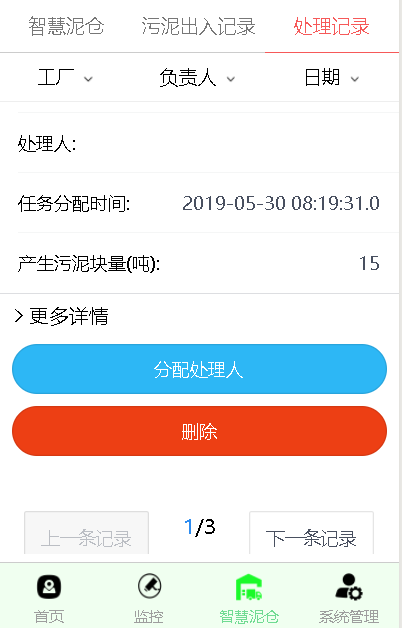 智慧泥仓 污泥出入记录 处理记录
工厂 负责人 日期
处理人:
任务分配时间: 2019-05-30 08:19:31.0
产生污泥块量(吨): 15
更多详情
分配处理人
删除
上一条记录 1/3 下一条记录
首页 监控 智慧泥仓 系统管理